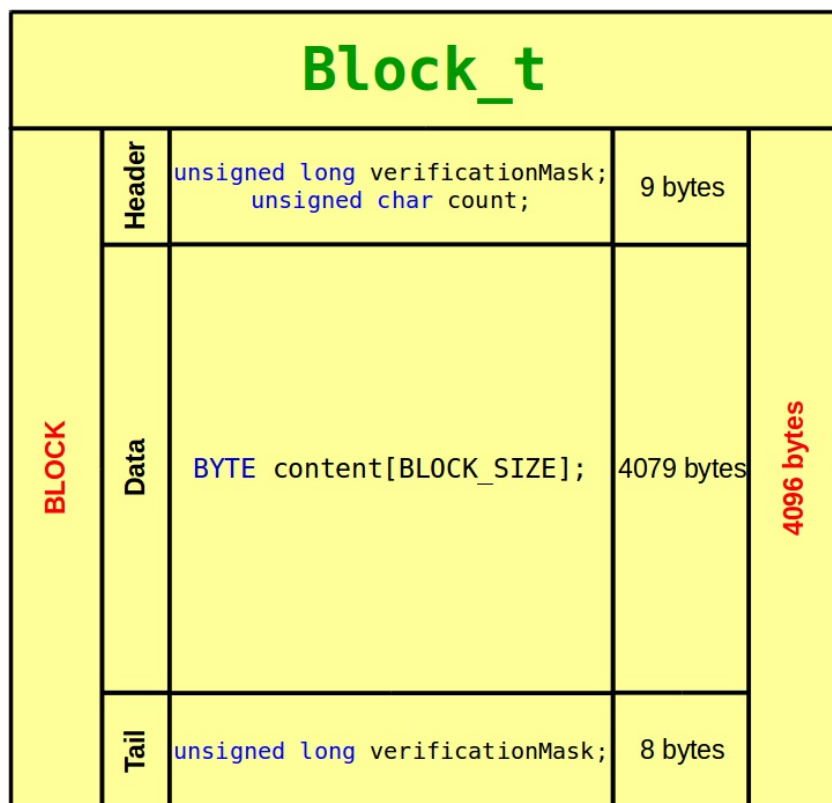 Block_t
BLOCK
Header
unsigned long verificationMask;
unsigned char count;
9 bytes
Data
BYTE content[BLOCK_SIZE];
4079 bytes
4096 bytes
Tail
unsigned long verificationMask;
8 bytes